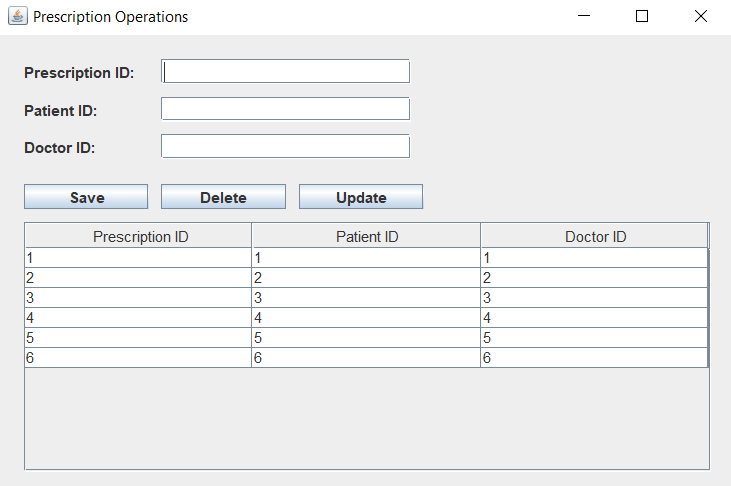 Prescription Operations
Prescription ID:
Patient ID:
Doctor ID:
Save Delete Update
Prescription ID Patient ID Doctor ID
1 1 1
2 2 2
3 3 3
4 4 4
5 5 5
6 6 6